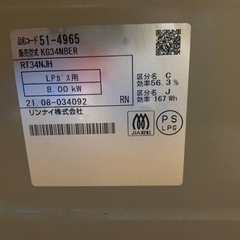 品名コード 51-4965
販売型式 KG34NBER
RT34NJH
LPガス用
8.00 kW
21.08-034092 RN
リンナイ株式会社
区分名 C
効率 56.3 %
区分名 J
効率 167 Wh
JIA
PS
LPG